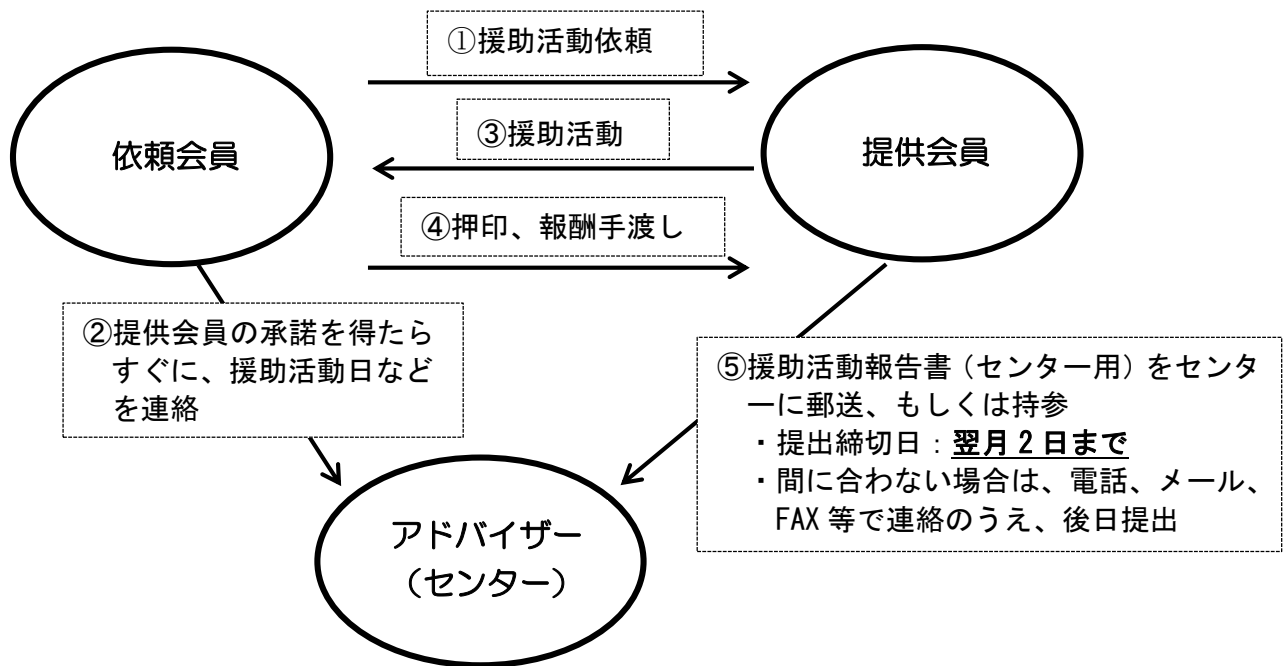 ①援助活動依頼
依頼会員
③援助活動
提供会員
④押印、報酬手渡し
②提供会員の承諾を得たら
すぐに、援助活動日など
を連絡
⑤援助活動報告書（センター用）をセンタ
ーに郵送、もしくは持参
・提出締切日：翌月2日まで
・間に合わない場合は、電話、メール、
FAX等で連絡のうえ、後日提出
アドバイザー
（センター）